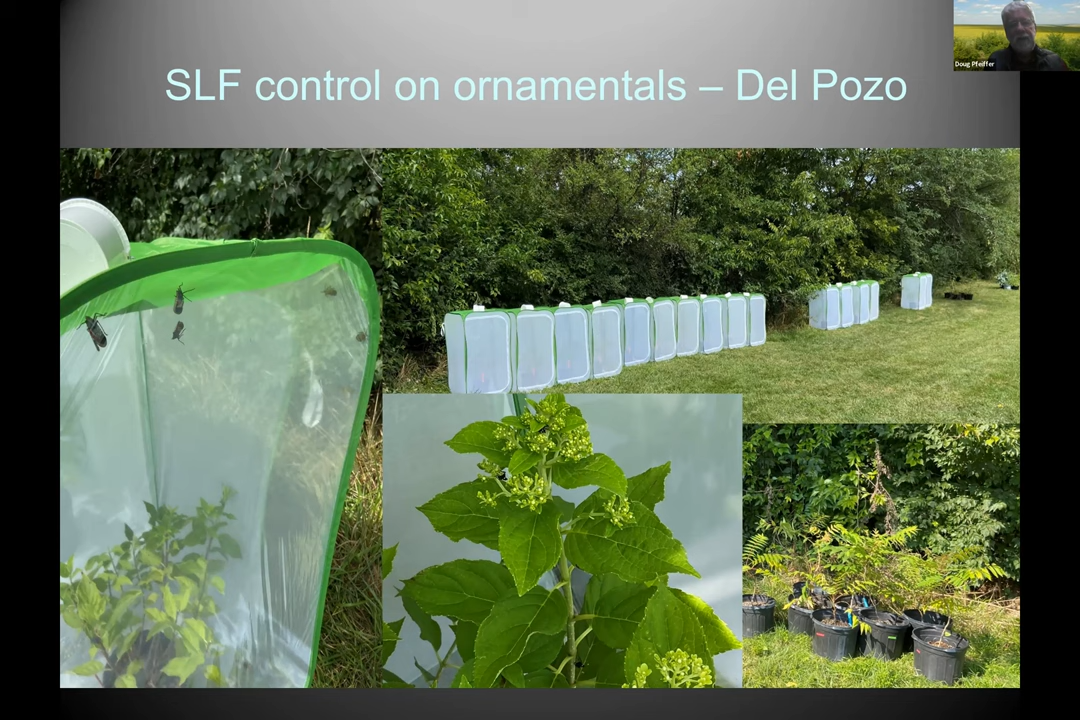 SLF control on ornamentals – Del Pozo
Doug Pfeiffer